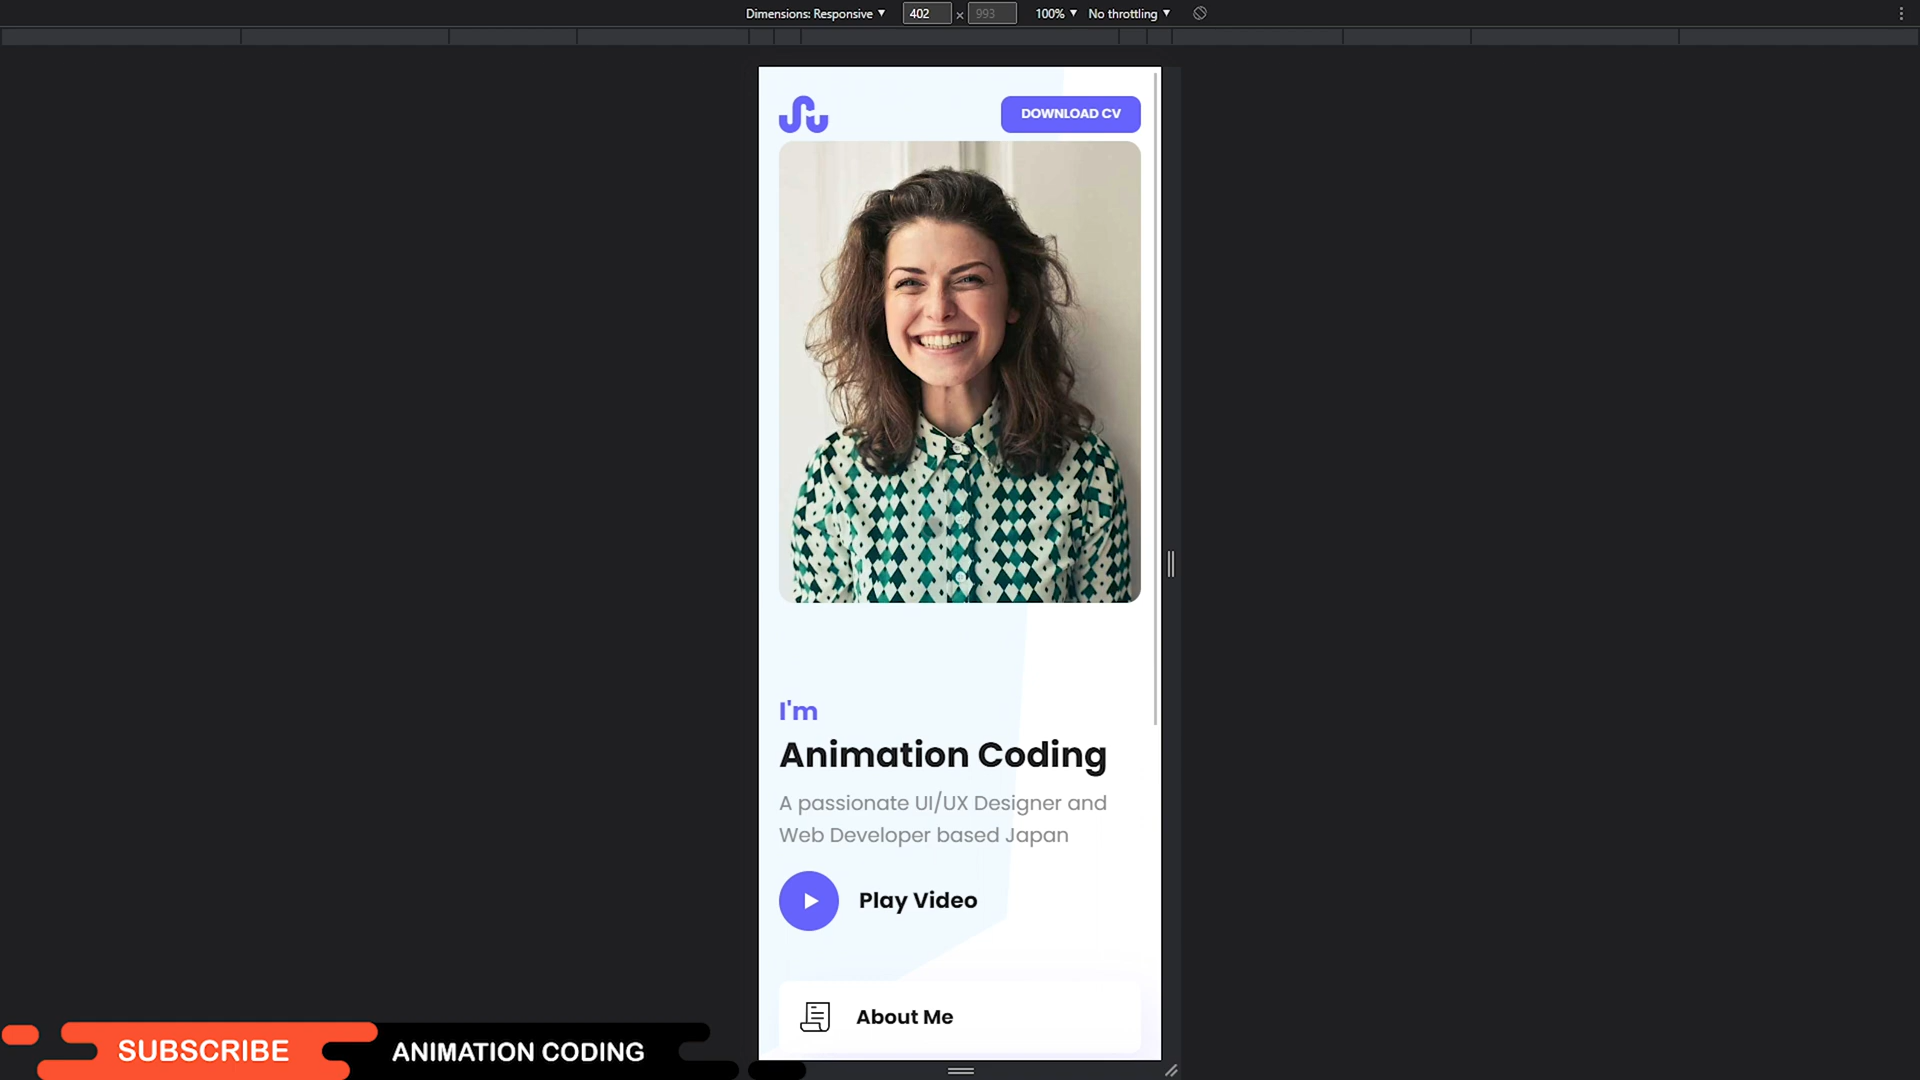 Dimensions: Responsive ▼ 402 × 993 100% ▼ No throttling ▼
DOWNLOAD CV
I'm
Animation Coding
A passionate UI/UX Designer and
Web Developer based Japan
Play Video
About Me
SUBSCRIBE ANIMATION CODING